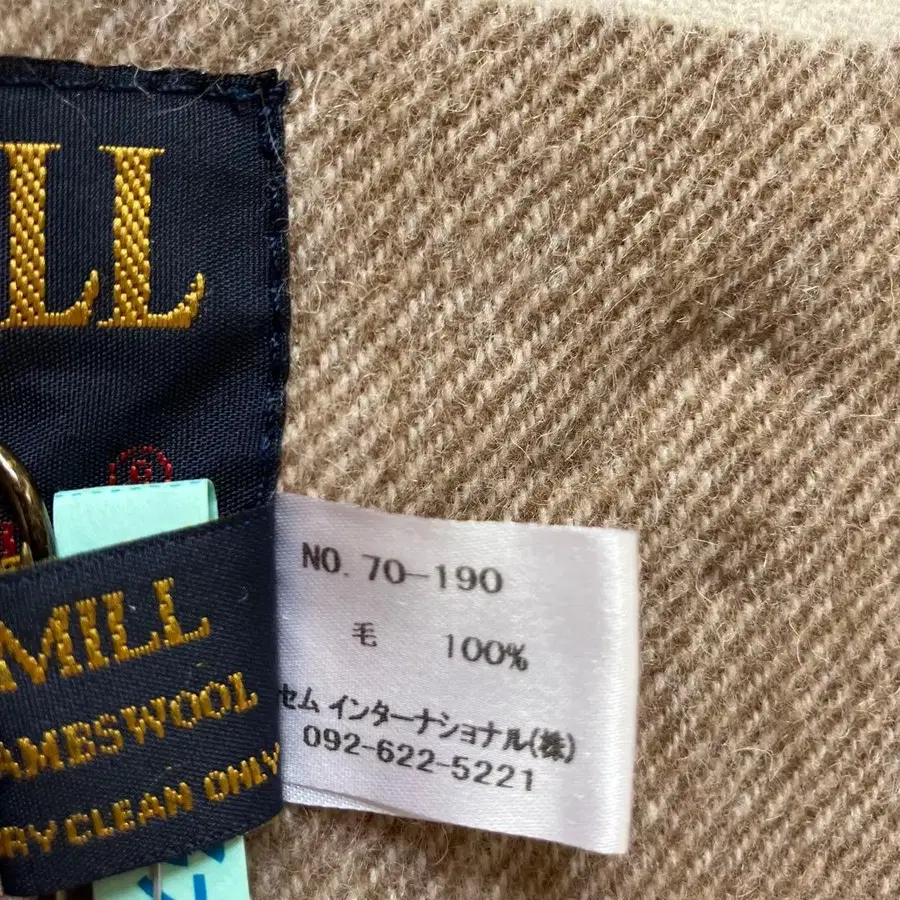 LL
MILL
AMBSWOOL
RY CLEAN ONLY
NO. 70-190
毛 100%
セム インターナショナル(株)
092-622-5221